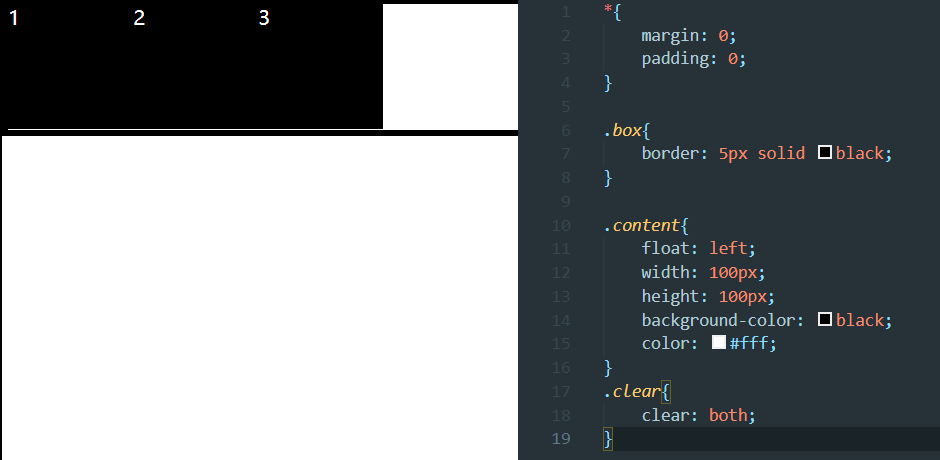 1 2 3
1 *{
2 margin: 0;
3 padding: 0;
4 }
5
6 .box{
7 border: 5px solid black;
8 }
9
10 .content{
11 float: left;
12 width: 100px;
13 height: 100px;
14 background-color: black;
15 color: #fff;
16 }
17 .clear{
18 clear: both;
19 }